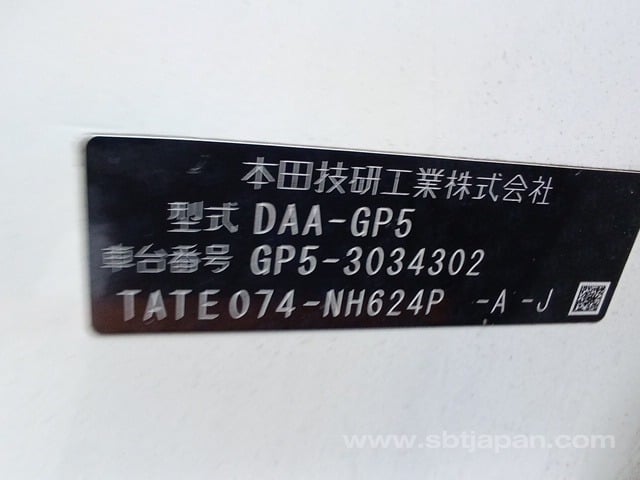 本田技研工業株式会社
型式 DAA-GP5
車台番号 GP5-3034302
TATE074-NH624P -A -J
www.sbtjapan.com